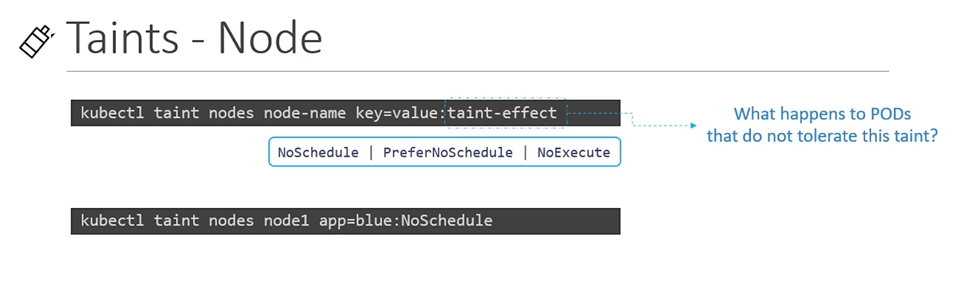 Taints - Node
kubectl taint nodes node-name key=value:taint-effect
What happens to PODs
that do not tolerate this taint?
NoSchedule | PreferNoSchedule | NoExecute
kubectl taint nodes node1 app=blue:NoSchedule